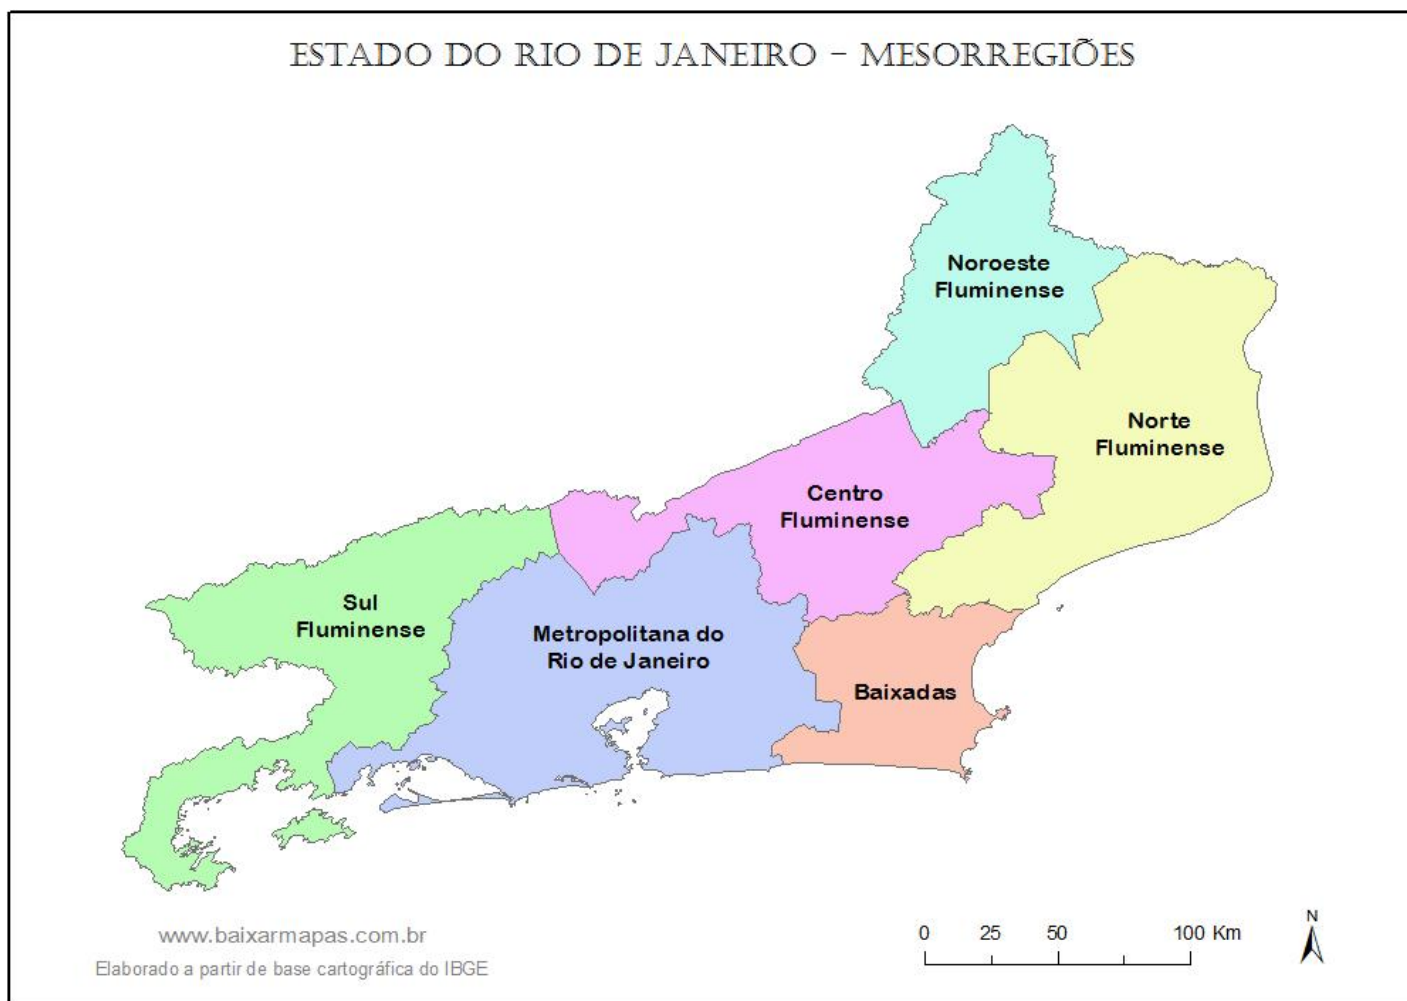 ESTADO DO RIO DE JANEIRO – MESORREGIÕES
Noroeste
Fluminense
Norte
Fluminense
Centro
Fluminense
Sul
Fluminense
Metropolitana do
Rio de Janeiro
Baixadas
www.baixarmapas.com.br
Elaborado a partir de base cartográfica do IBGE
0 25 50 100 Km
N